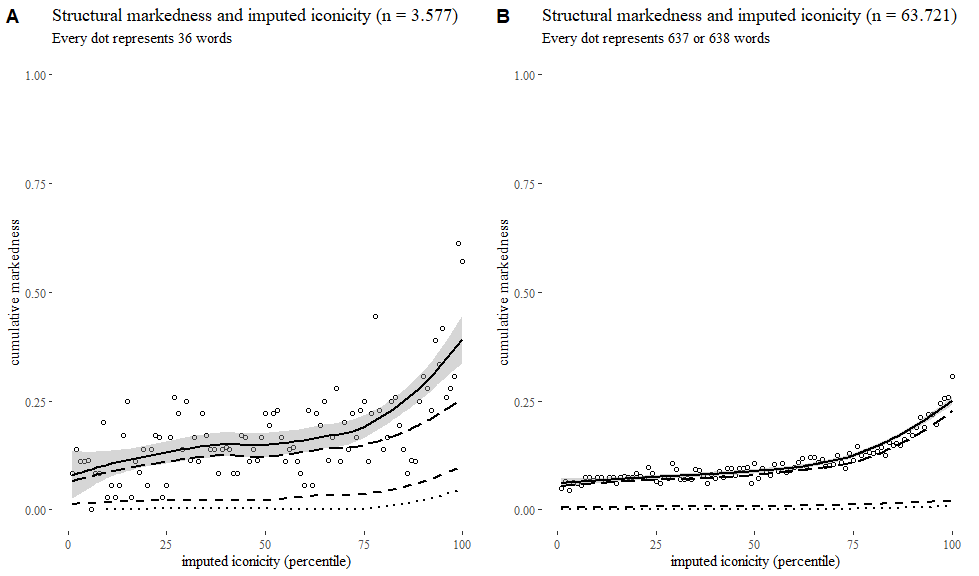 A
Structural markedness and imputed iconicity (n = 3.577)
Every dot represents 36 words
1.00
0.75
0.50
0.25
0.00
cumulative markedness
0
25
50
75
100
imputed iconicity (percentile)
B
Structural markedness and imputed iconicity (n = 63.721)
Every dot represents 637 or 638 words
1.00
0.75
0.50
0.25
0.00
cumulative markedness
0
25
50
75
100
imputed iconicity (percentile)